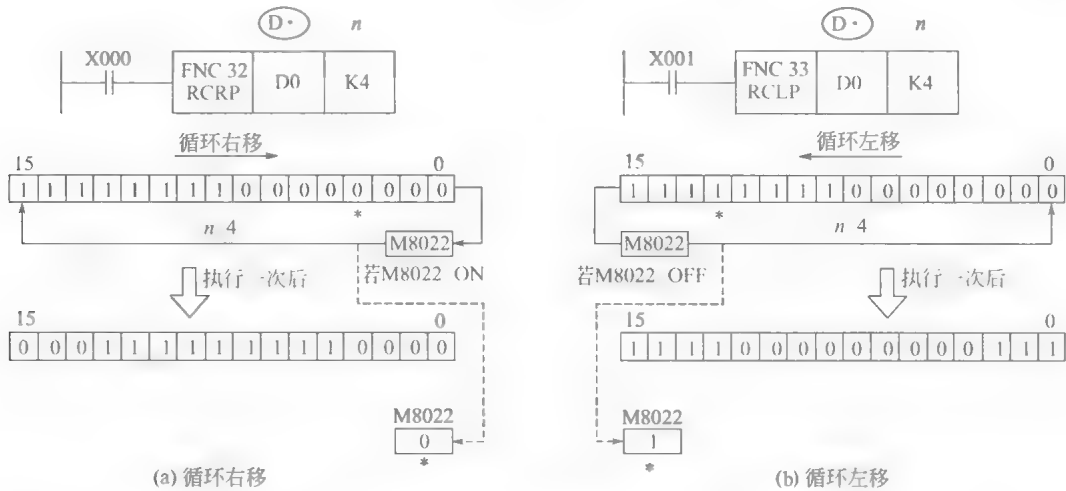 D· n
X000
FNC 32
RCRP
D0
K4
循环右移
15 0
1 1 1 1 1 1 1 1 0 0 0 0 0 0 0 0
*
n 4
M8022
若M8022 ON
执行一次后
15 0
0 0 0 1 1 1 1 1 1 1 1 1 0 0 0 0
M8022
0
*
(a) 循环右移
D· n
X001
FNC 33
RCLP
D0
K4
循环左移
15 0
1 1 1 1 1 1 1 1 0 0 0 0 0 0 0 0
*
n 4
M8022
若M8022 OFF
执行一次后
15 0
1 1 1 1 0 0 0 0 0 0 0 0 0 1 1 1
M8022
1
*
(b) 循环左移